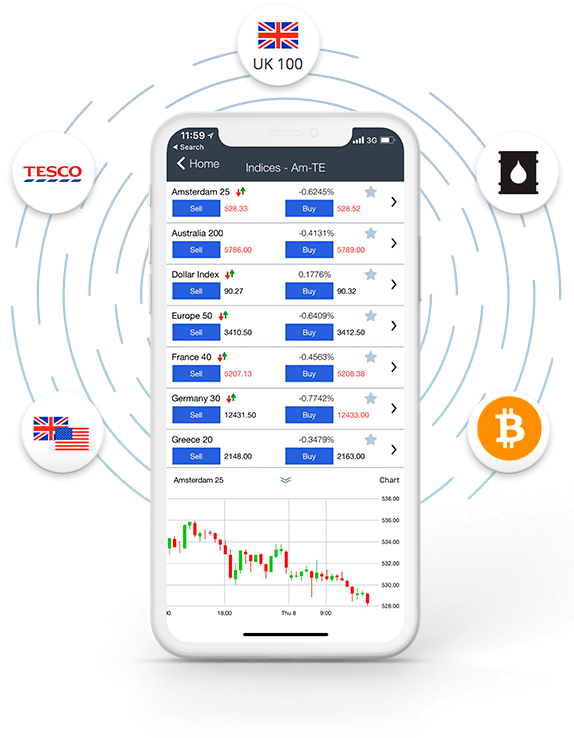 UK 100
TESCO
11:59
3G
Search
Home
Indices - Am-TE
Amsterdam 25 -0.6245%
Sell 528.33 Buy 528.52
Australia 200 -0.4131%
Sell 5786.00 Buy 5789.00
Dollar Index 0.1776%
Sell 90.27 Buy 90.32
Europe 50 -0.6409%
Sell 3410.50 Buy 3412.50
France 40 -0.4563%
Sell 5207.13 Buy 5208.38
Germany 30 -0.7742%
Sell 12431.50 Buy 12433.00
Greece 20 -0.3479%
Sell 2148.00 Buy 2163.00
Amsterdam 25 Chart
538.00
536.00
534.00
532.00
530.00
528.00
18:00 Thu 8 9:00